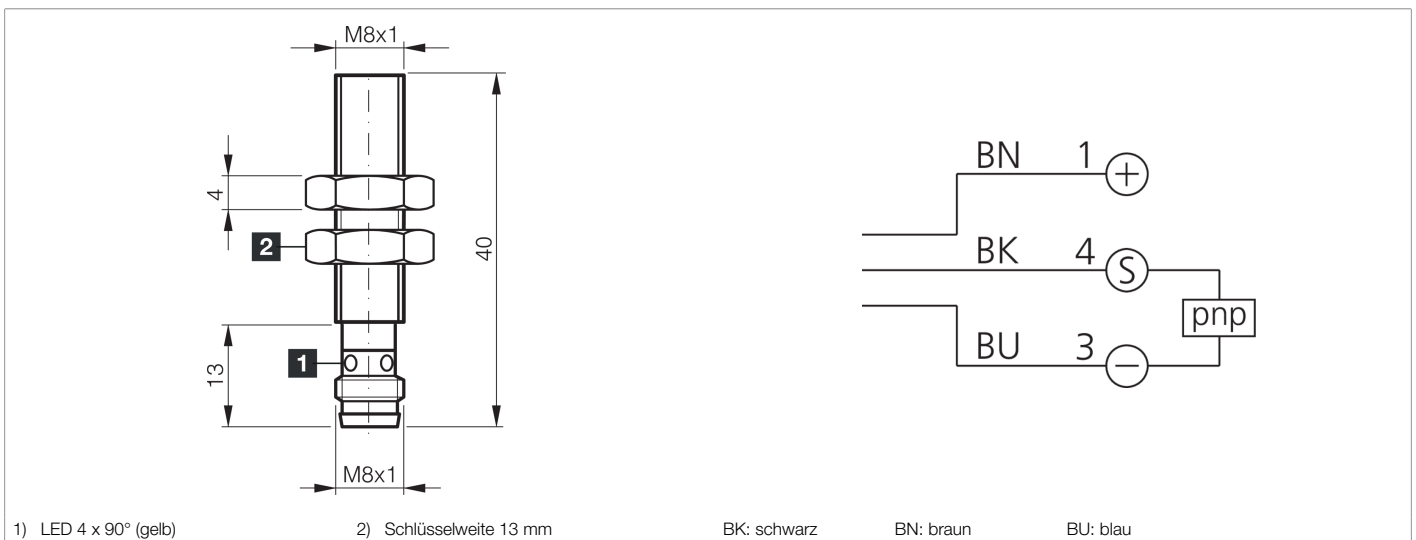 M8x1
4
2
40
13
1
M8x1
BN 1 +
BK 4 S
pnp
BU 3 −
1) LED 4 x 90° (gelb) 2) Schlüsselweite 13 mm BK: schwarz BN: braun BU: blau